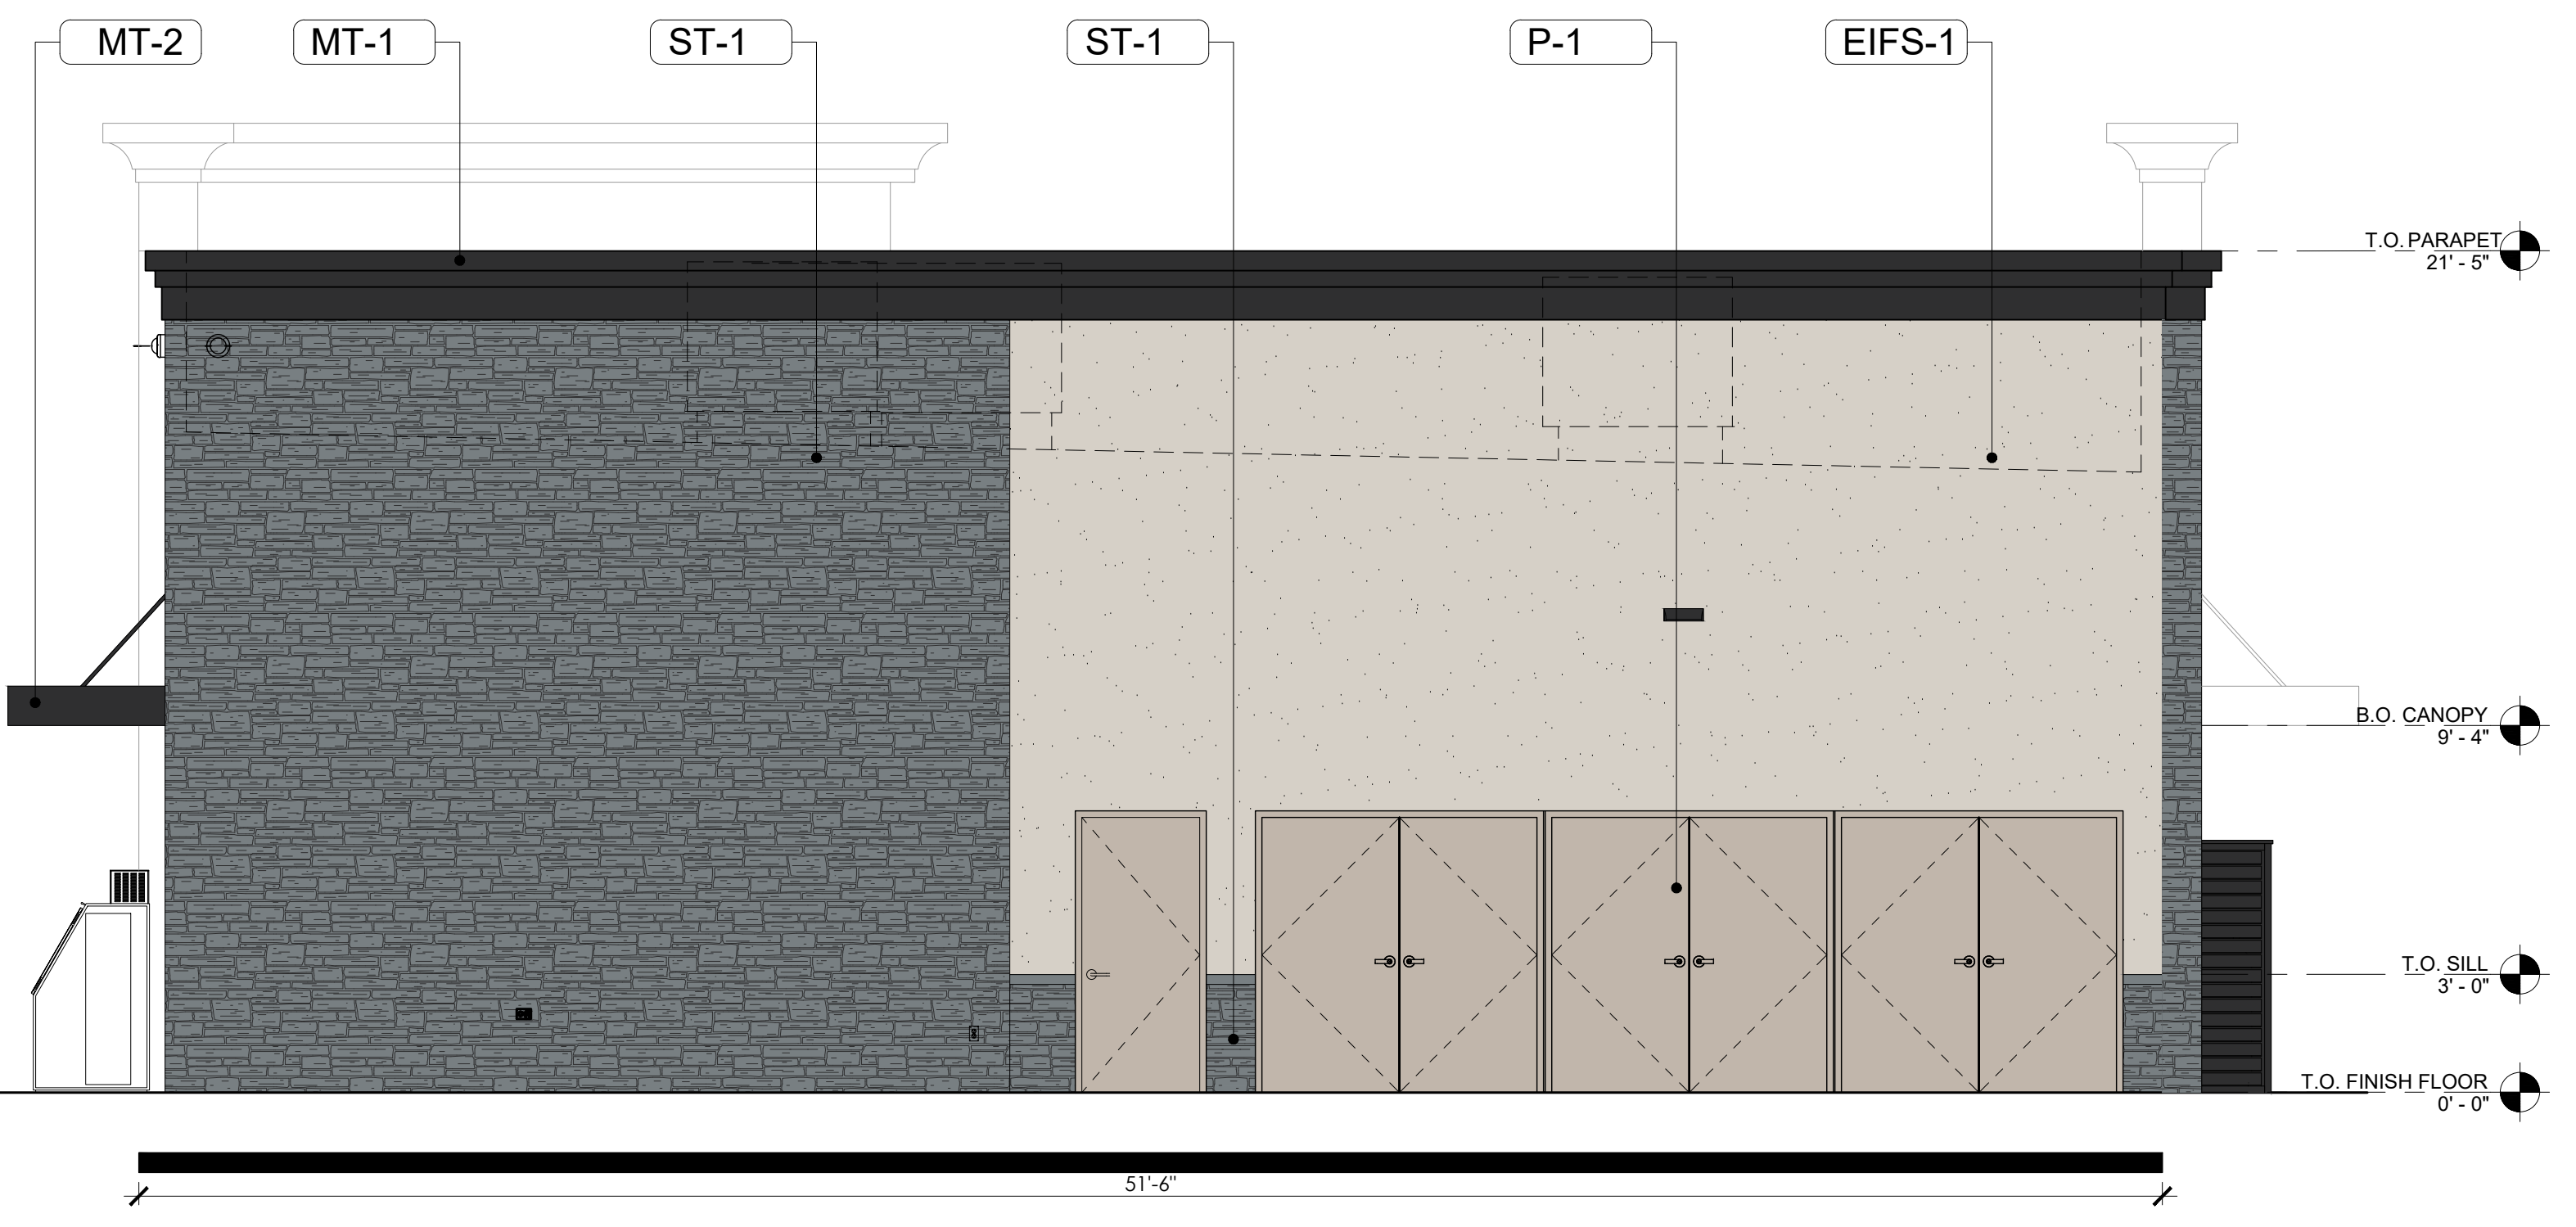 MT-2
MT-1
ST-1
ST-1
P-1
EIFS-1
T.O. PARAPET
21' - 5"
B.O. CANOPY
9' - 4"
T.O. SILL
3' - 0"
T.O. FINISH FLOOR
0' - 0"
51'-6"